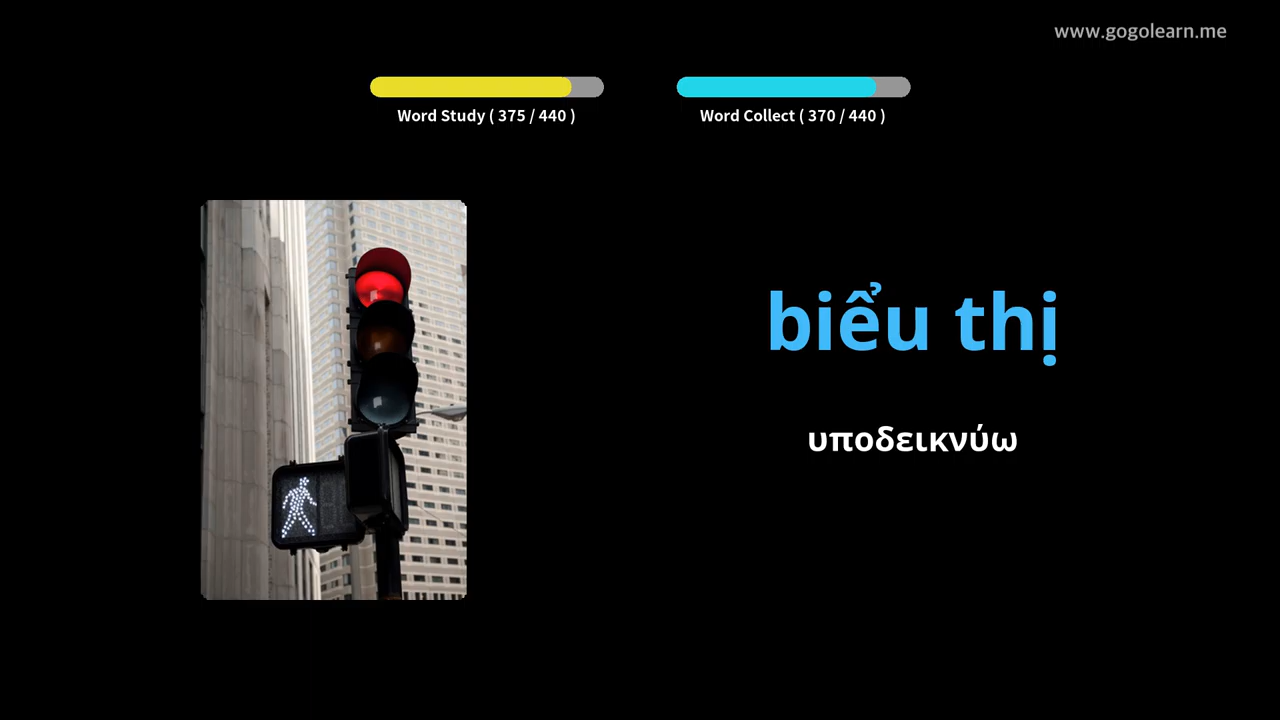 www.gogolearn.me
Word Study ( 375 / 440 )
Word Collect ( 370 / 440 )
biểu thị
υποδεικνύω